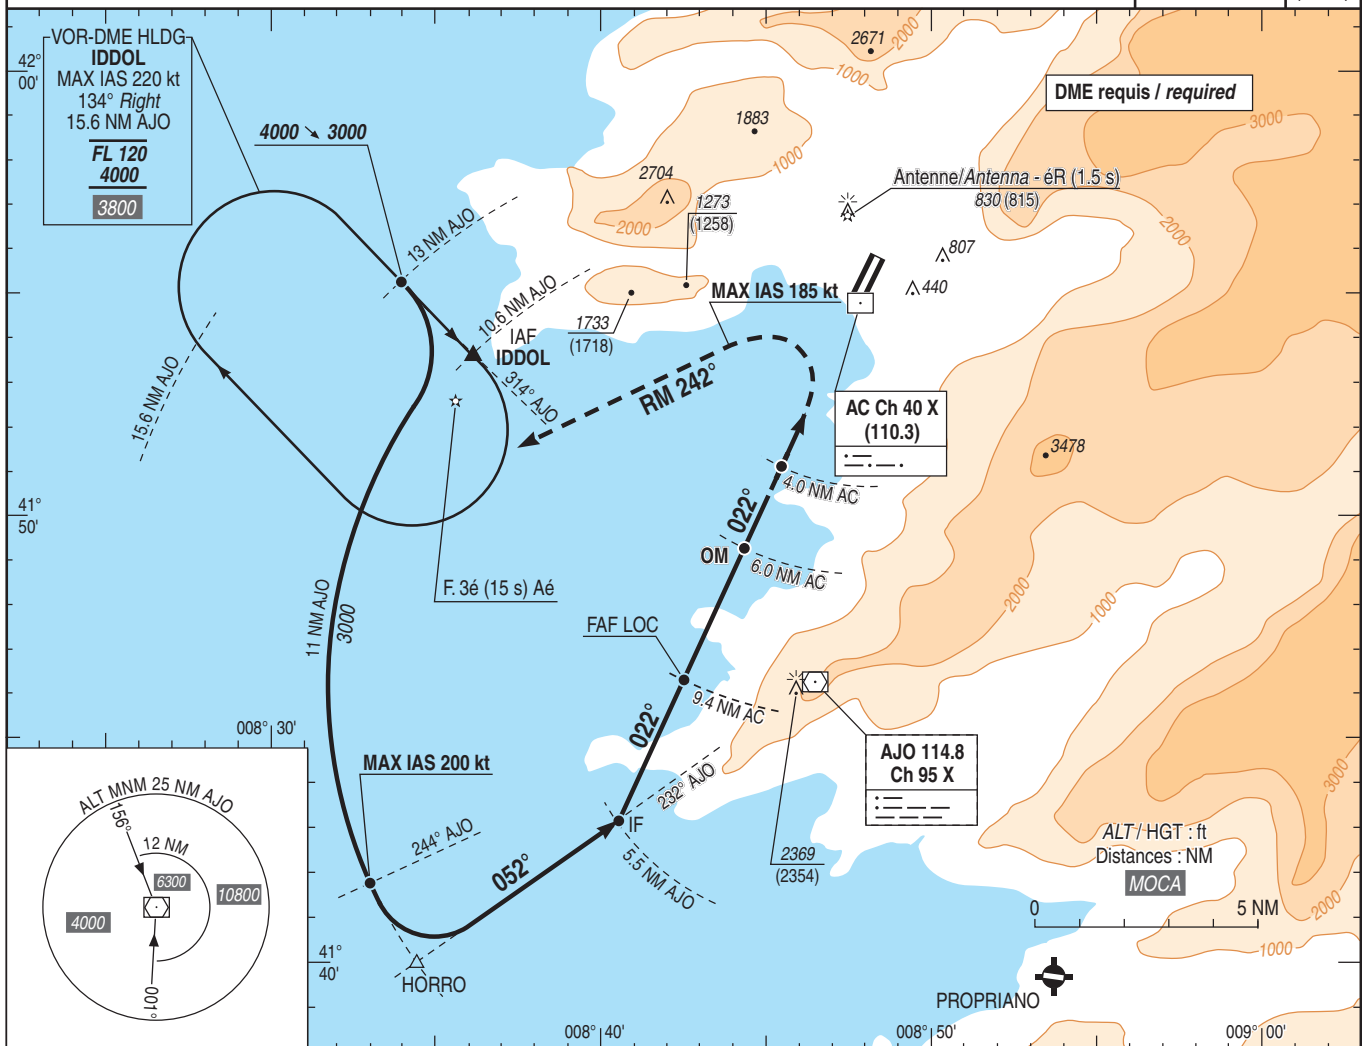 VOR-DME HLDG
IDDOL
MAX IAS 220 kt
134° Right
15.6 NM AJO
FL 120
4000
3800
42°
00'
4000 ➘ 3000
2671
2000
1000
DME requis / required
3000
1883
1000
2704
2000
1273
(1258)
Antenne/Antenna - éR (1.5 s)
830 (815)
2000
807
440
13 NM AJO
10.6 NM AJO
MAX IAS 185 kt
1733
(1718)
IAF
IDDOL
314° AJO
RM 242°
15.6 NM AJO
AC Ch 40 X
(110.3)
3478
4.0 NM AC
022°
41°
50'
OM
6.0 NM AC
F. 3é (15 s) Aé
11 NM AJO
3000
FAF LOC
2000
1000
9.4 NM AC
022°
008° 30'
MAX IAS 200 kt
AJO 114.8
Ch 95 X
232° AJO
3000
IF
5.5 NM AJO
244° AJO
052°
2369
(2354)
ALT / HGT : ft
Distances : NM
MOCA
0
5 NM
2000
1000
ALT MNM 25 NM AJO
156°
12 NM
6300
10800
4000
001°
41°
40'
HORRO
PROPRIANO
008° 40'
008° 50'
009° 00'